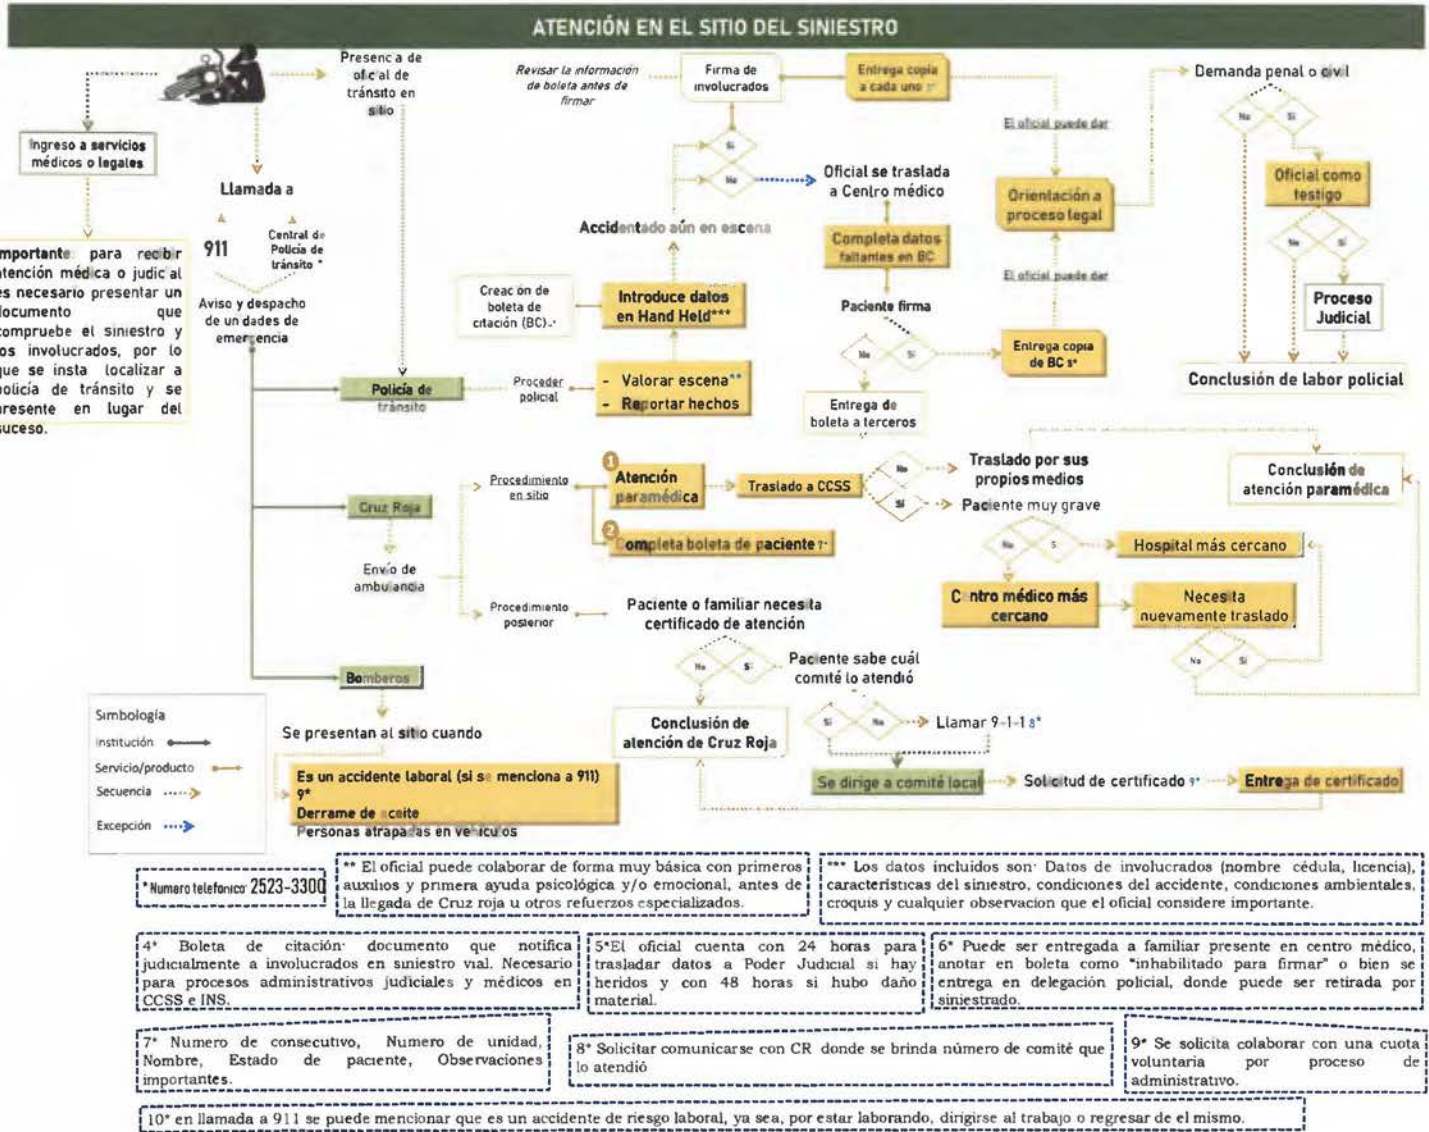 ATENCIÓN EN EL SITIO DEL SINIESTRO
Presencia de
oficial de
tránsito en
sitio
Revisar la información
de boleta antes de
firmar
Firma de
involucrados
Entrega copia
a cada uno
Demanda penal o civil
No
Si
El oficial puede dar
Ingreso a servicios
médicos o legales
Si
No
Oficial se traslada
a Centro médico
Oficial como
testigo
Llamada a
911
Central de
Policía de
tránsito *
Orientación a
proceso legal
No
Si
Accidentado aún en escena
Completa datos
faltantes en BC
Importante: para recibir
atención médica o judicial
es necesario presentar un
documento que
compruebe el siniestro y
los involucrados, por lo
que se insta localizar a
policía de tránsito y se
presente en lugar del
suceso.
El oficial puede dar
Aviso y despacho
de unidades de
emergencia
Creación de
boleta de
citación (BC)
Introduce datos
en Hand Held***
Paciente firma
Proceso
Judicial
No
Si
Entrega copia
de BC 5*
Policía de
tránsito
Proceder
policial
- Valorar escena**
- Reportar hechos
Conclusión de labor policial
Entrega de
boleta a terceros
Cruz Roja
Procedimiento
en sitio
1
Atención
paramédica
Traslado a CCSS
No
Si
Traslado por sus
propios medios
Paciente muy grave
Conclusión de
atención paramédica
2
Completa boleta de paciente 7*
No
S
Hospital más cercano
Envío de
ambulancia
Centro médico más
cercano
Necesita
nuevamente traslado
No
Si
Procedimiento
posterior
Paciente o familiar necesita
certificado de atención
No
Si
Paciente sabe cuál
comité lo atendió
Bomberos
Si
No
Llamar 9-1-1 8*
Conclusión de
atención de Cruz Roja
Se presentan al sitio cuando
Se dirige a comité local
Solicitud de certificado 9*
Entrega de certificado
Es un accidente laboral (si se menciona a 911)
9*
Derrame de aceite
Personas atrapadas en vehículos
Simbología
Institución
Servicio/producto
Secuencia
Excepción
* Numero telefonico: 2523-3300
** El oficial puede colaborar de forma muy básica con primeros
auxilios y primera ayuda psicológica y/o emocional, antes de
la llegada de Cruz roja u otros refuerzos especializados.
*** Los datos incluidos son: Datos de involucrados (nombre cédula, licencia),
características del siniestro, condiciones del accidente, condiciones ambientales,
croquis y cualquier observacion que el oficial considere importante.
4* Boleta de citación: documento que notifica
judicialmente a involucrados en siniestro vial. Necesario
para procesos administrativos judiciales y médicos en
CCSS e INS.
5*El oficial cuenta con 24 horas para
trasladar datos a Poder Judicial si hay
heridos y con 48 horas si hubo daño
material.
6* Puede ser entregada a familiar presente en centro médico,
anotar en boleta como "inhabilitado para firmar" o bien se
entrega en delegación policial, donde puede ser retirada por
siniestrado.
7* Numero de consecutivo, Numero de unidad,
Nombre, Estado de paciente, Observaciones
importantes.
8* Solicitar comunicarse con CR donde se brinda número de comité que
lo atendió
9* Se solicita colaborar con una cuota
voluntaria por proceso de
administrativo.
10* en llamada a 911 se puede mencionar que es un accidente de riesgo laboral, ya sea, por estar laborando, dirigirse al trabajo o regresar de el mismo.